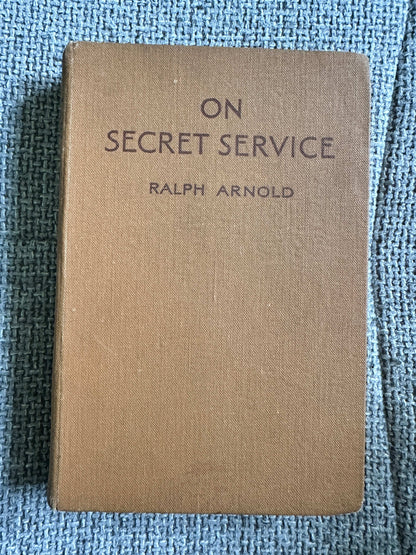 ON
SECRET SERVICE
RALPH ARNOLD